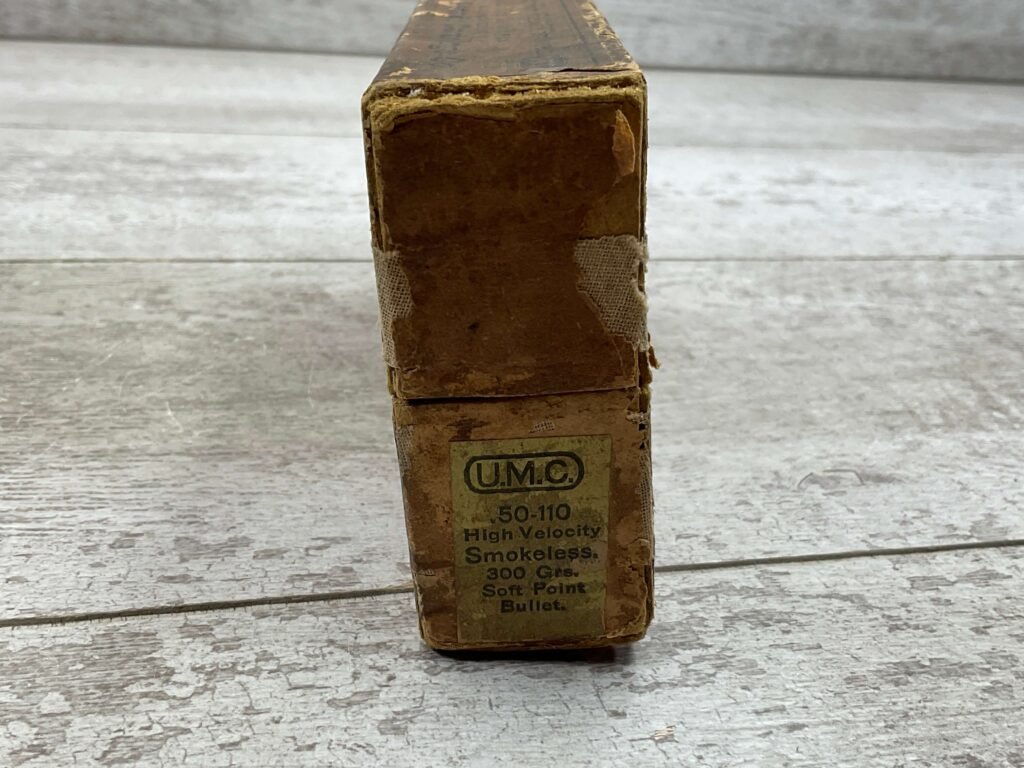 U.M.C.
.50-110
High Velocity
Smokeless.
300 Grs.
Soft Point
Bullet.